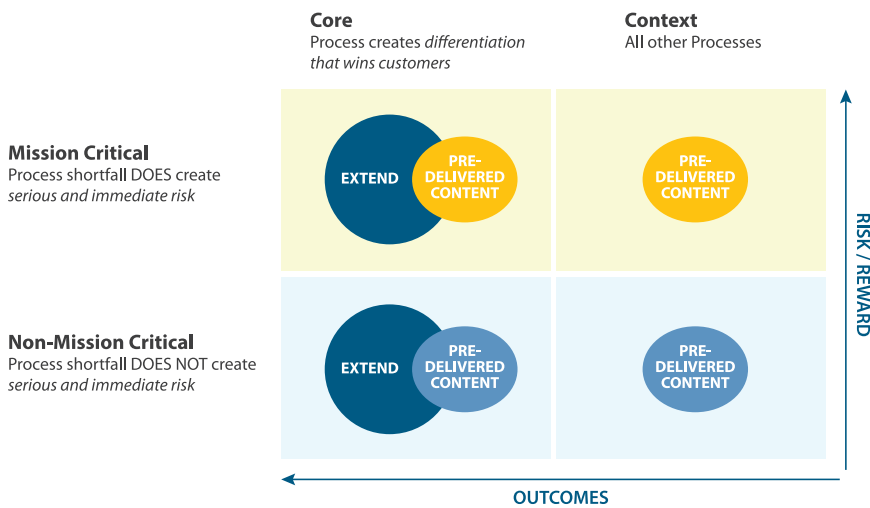 Core
Process creates differentiation
that wins customers
Context
All other Processes
Mission Critical
Process shortfall DOES create
serious and immediate risk
EXTEND
PRE-
DELIVERED
CONTENT
PRE-
DELIVERED
CONTENT
Non-Mission Critical
Process shortfall DOES NOT create
serious and immediate risk
EXTEND
PRE-
DELIVERED
CONTENT
PRE-
DELIVERED
CONTENT
RISK / REWARD
OUTCOMES